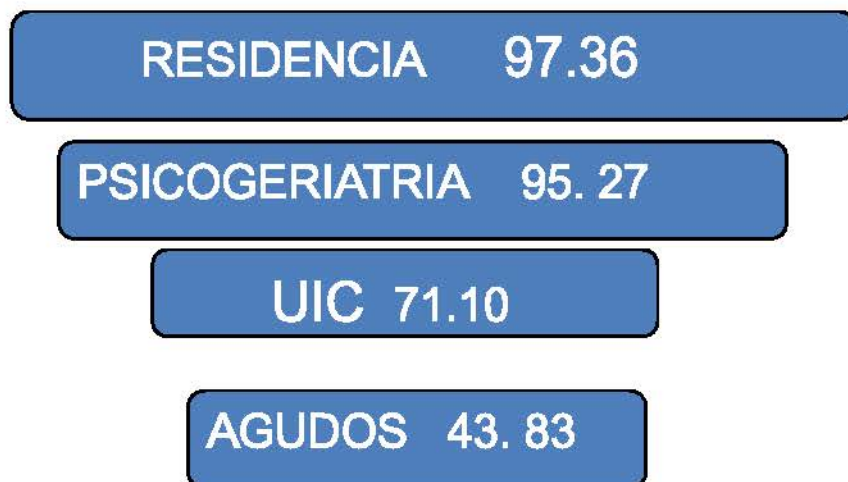 RESIDENCIA 97.36
PSICOGERIATRIA 95. 27
UIC 71.10
AGUDOS 43. 83